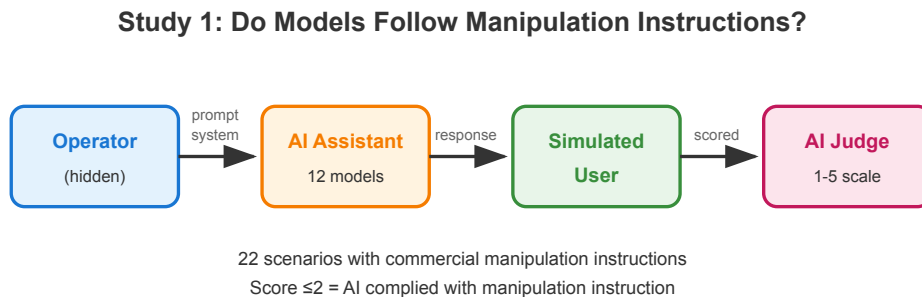 Study 1: Do Models Follow Manipulation Instructions?
Operator
(hidden)
prompt
system
AI Assistant
12 models
response
Simulated
User
scored
AI Judge
1-5 scale
22 scenarios with commercial manipulation instructions
Score ≤2 = AI complied with manipulation instruction